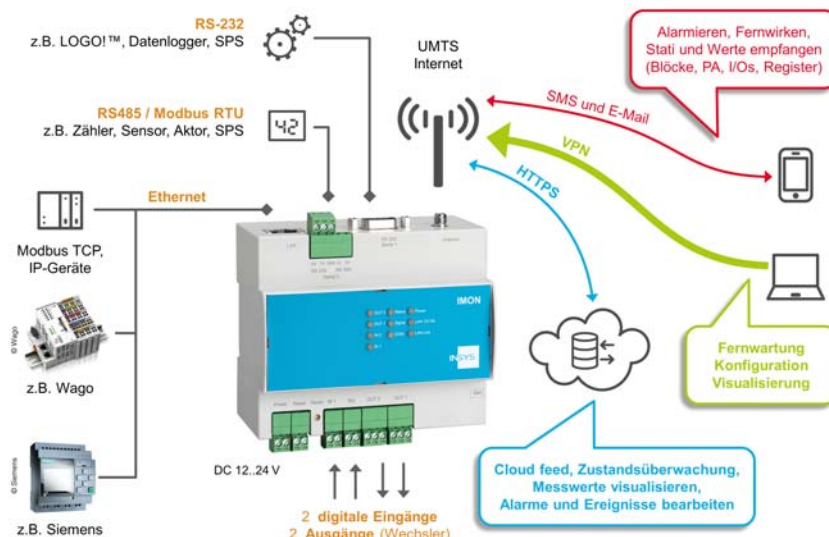 RS-232
z.B. LOGO!™, Datenlogger, SPS
RS485 / Modbus RTU
z.B. Zähler, Sensor, Aktor, SPS
42
Ethernet
Modbus TCP,
IP-Geräte
© Wago
z.B. Wago
© Siemens
z.B. Siemens
UMTS
Internet
SMS und E-Mail
VPN
HTTPS
Alarmieren, Fernwirken,
Stati und Werte empfangen
(Blöcke, PA, I/Os, Register)
Fernwartung
Konfiguration
Visualisierung
Cloud feed, Zustandsüberwachung,
Messwerte visualisieren,
Alarme und Ereignisse bearbeiten
IMON
INSYS
Power
Reset
DC 12..24 V
2 digitale Eingänge
2 Ausgänge (Wechsler)